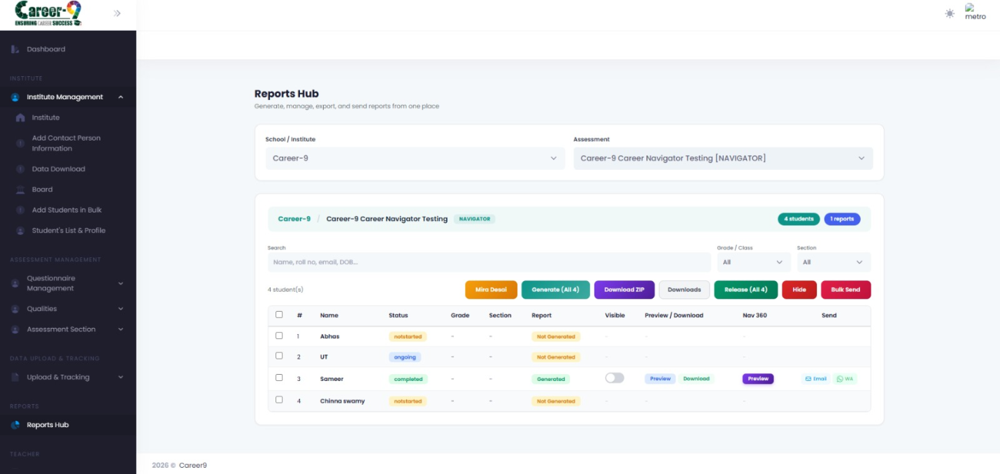 Career-9
ENSURING CAREER SUCCESS
metro
Dashboard
INSTITUTE
Institute Management
Institute
Add Contact Person
Information
Data Download
Board
Add Students in Bulk
Student's List & Profile
ASSESSMENT MANAGEMENT
Questionnaire
Management
Qualities
Assessment Section
DATA UPLOAD & TRACKING
Upload & Tracking
REPORTS
Reports Hub
TEACHER
Reports Hub
Generate, manage, export, and send reports from one place
School / Institute
Assessment
Career-9
Career-9 Career Navigator Testing [NAVIGATOR]
Career-9 / Career-9 Career Navigator Testing NAVIGATOR 4 students 1 reports
Search
Grade / Class
Section
Name, roll no, email, DOB...
All
All
4 student(s)
Mira Desai Generate (All 4) Download ZIP Downloads Release (All 4) Hide Bulk Send
# Name Status Grade Section Report Visible Preview / Download Nav 360 Send
1 Abhas notstarted - - Not Generated - - -
2 UT ongoing - - Not Generated - - -
3 Sameer completed - - Generated Preview Download Preview Email WA
4 Chinna swamy notstarted - - Not Generated - - -
2026 © Career9